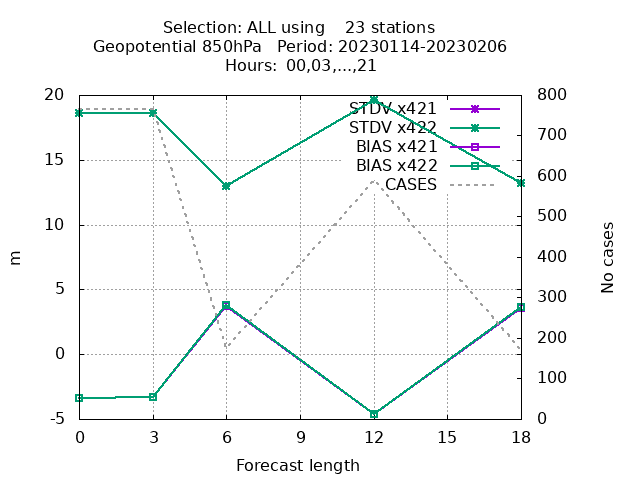 Selection: ALL using    23 stations
Geopotential 850hPa   Period: 20230114-20230206
Hours: 00,03,...,21
20 800
STDV x421
STDV x422
BIAS x421
BIAS x422
CASES
700
15
600
500
10
400
m
No cases
5
300
200
0
100
-5 0
0 3 6 9 12 15 18
Forecast length